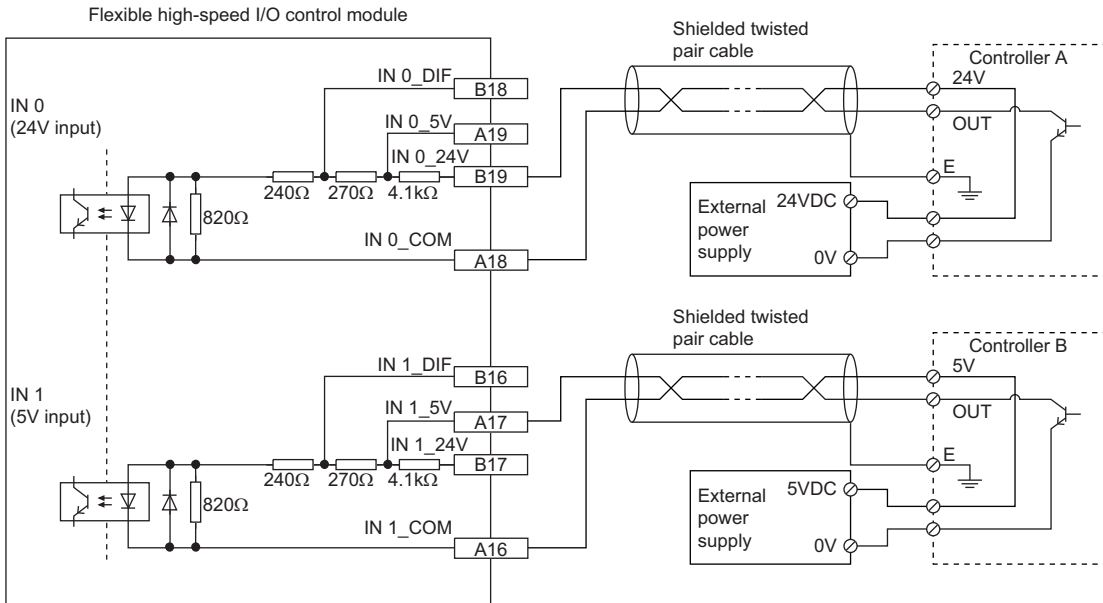 Flexible high-speed I/O control module
Shielded twisted
pair cable
Controller A
IN 0_DIF
B18
24V
IN 0
(24V input)
IN 0_5V
A19
OUT
IN 0_24V
B19
240Ω
270Ω
4.1kΩ
E
820Ω
External
power
supply
24VDC
0V
IN 0_COM
A18
Shielded twisted
pair cable
Controller B
IN 1_DIF
B16
5V
IN 1
(5V input)
IN 1_5V
A17
OUT
IN 1_24V
B17
240Ω
270Ω
4.1kΩ
E
820Ω
External
power
supply
5VDC
0V
IN 1_COM
A16